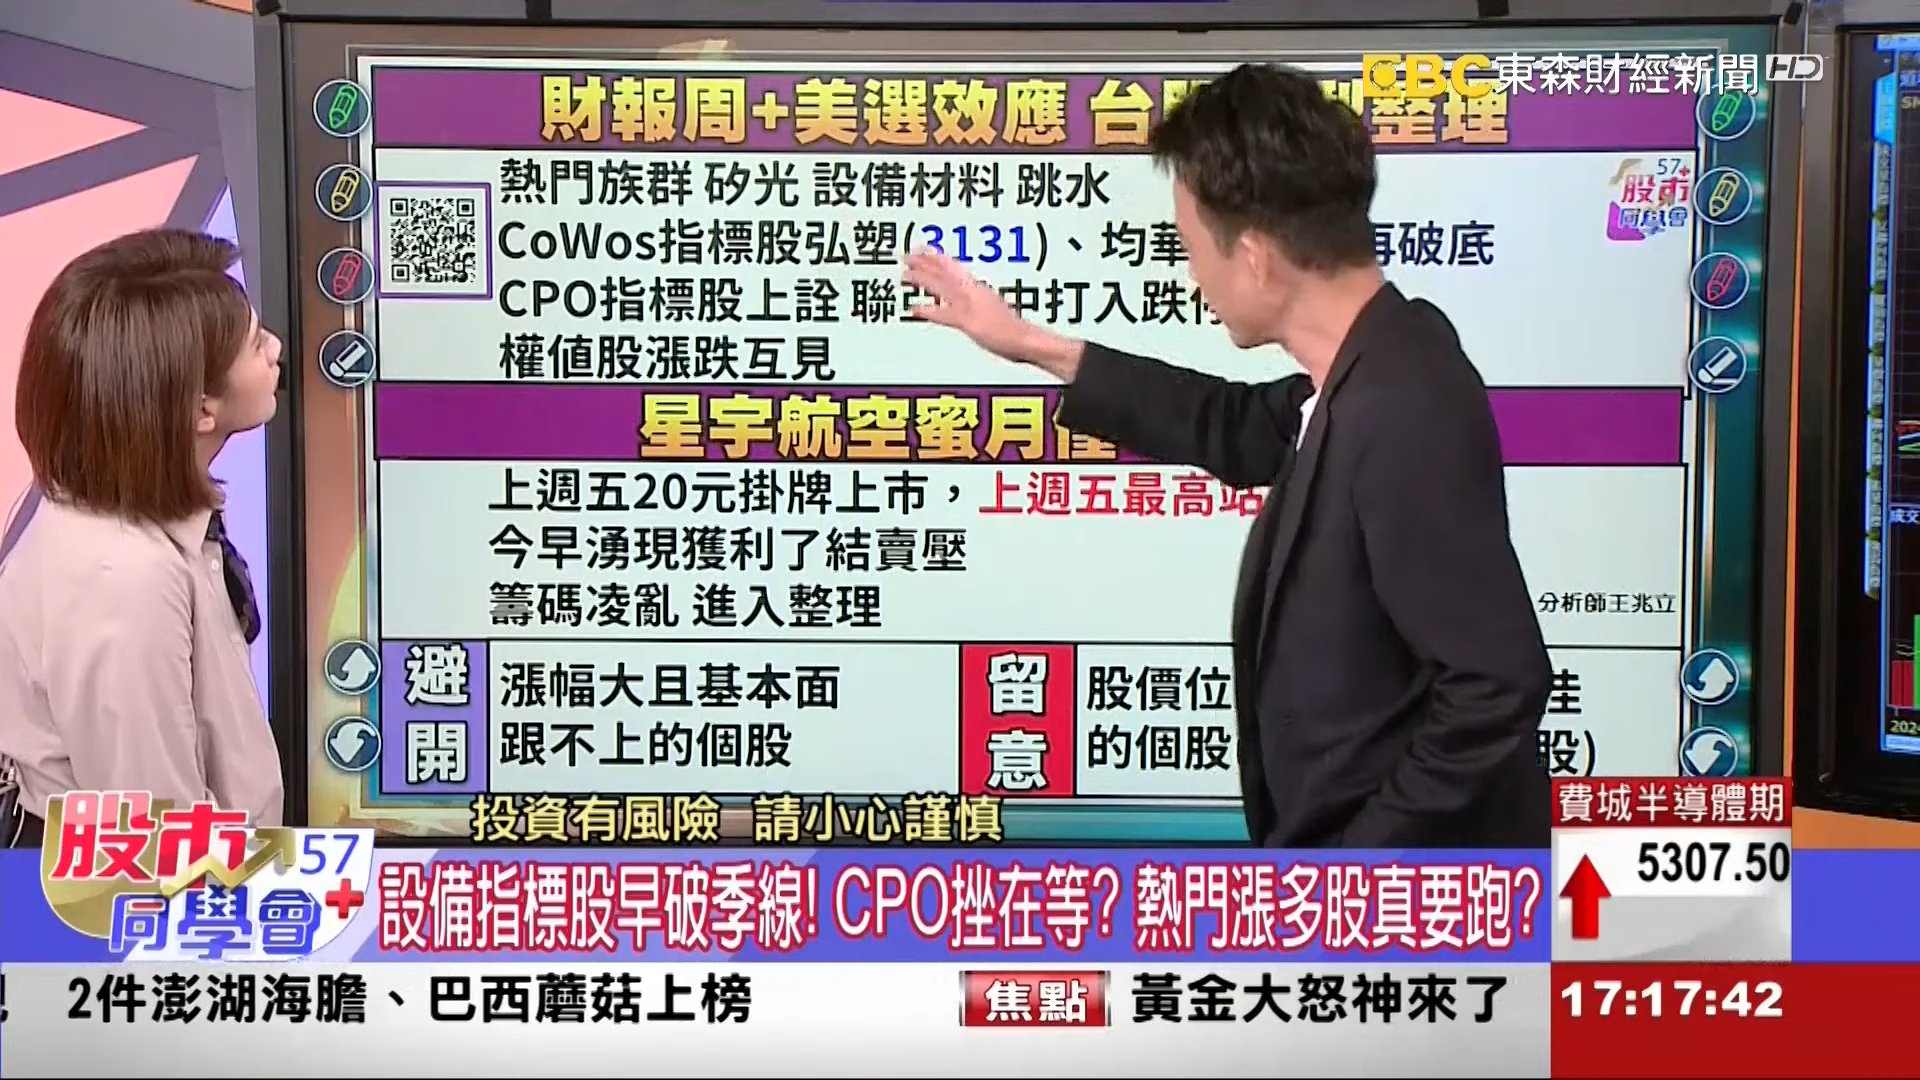 EBC 東森財經新聞 HD
財報周+美選效應 台 整理
熱門族群 矽光 設備材料 跳水
57+
股市
同學會
CoWos指標股弘塑(3131)、均華 再破底
CPO指標股上詮 聯亞 中打入跌停
權值股漲跌互見
星宇航空蜜月
上週五20元掛牌上市，上週五最高站
今早湧現獲利了結賣壓
籌碼凌亂 進入整理
分析師王兆立
避開
漲幅大且基本面
跟不上的個股
留意
股價位 佳
的個股 股)
投資有風險 請小心謹慎
股市57+
同學會
設備指標股早破季線! CPO挫在等? 熱門漲多股真要跑?
費城半導體期
5307.50
2件澎湖海膽、巴西蘑菇上榜
焦點
黃金大怒神來了
17:17:42